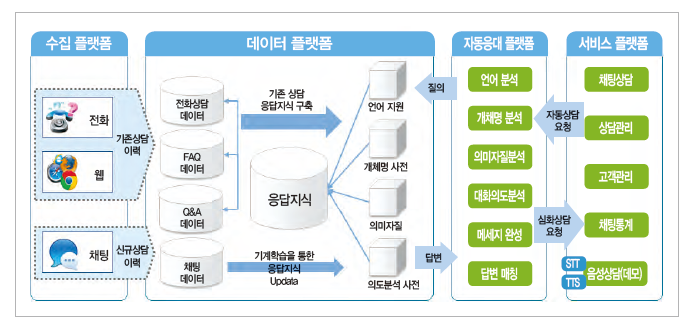 수집 플랫폼
데이터 플랫폼
자동응대 플랫폼
서비스 플랫폼
전화
웹
기존상담
이력
채팅
신규상담
이력
전화상담
데이터
FAQ
데이터
Q&A
데이터
채팅
데이터
기존 상담
응답지식 구축
응답지식
기계학습을 통한
응답지식
Updata
언어 지원
개체명 사전
의미자질
의도분석 사전
질의
답변
언어 분석
개체명 분석
의미자질분석
대화의도분석
메세지 완성
답변 매칭
자동상담
요청
심화상담
요청
채팅상담
상담관리
고객관리
채팅통계
STT
TTS
음성상담(데모)